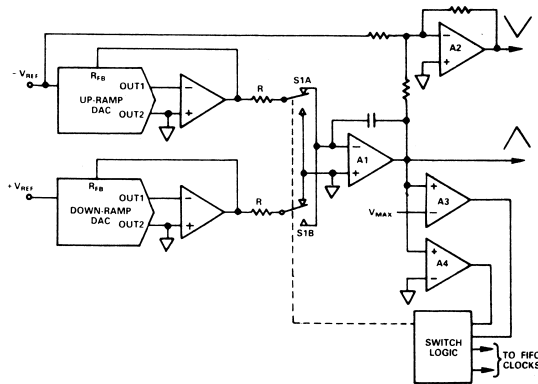 A2
− VREF
RFB
OUT1
UP-RAMP
DAC
OUT2
−
+
R
S1A
−
+
A1
+ VREF
RFB
OUT1
DOWN-RAMP
DAC
OUT2
−
+
R
S1B
VMAX
+
−
A3
+
−
A4
SWITCH
LOGIC
TO FIFO
CLOCKS